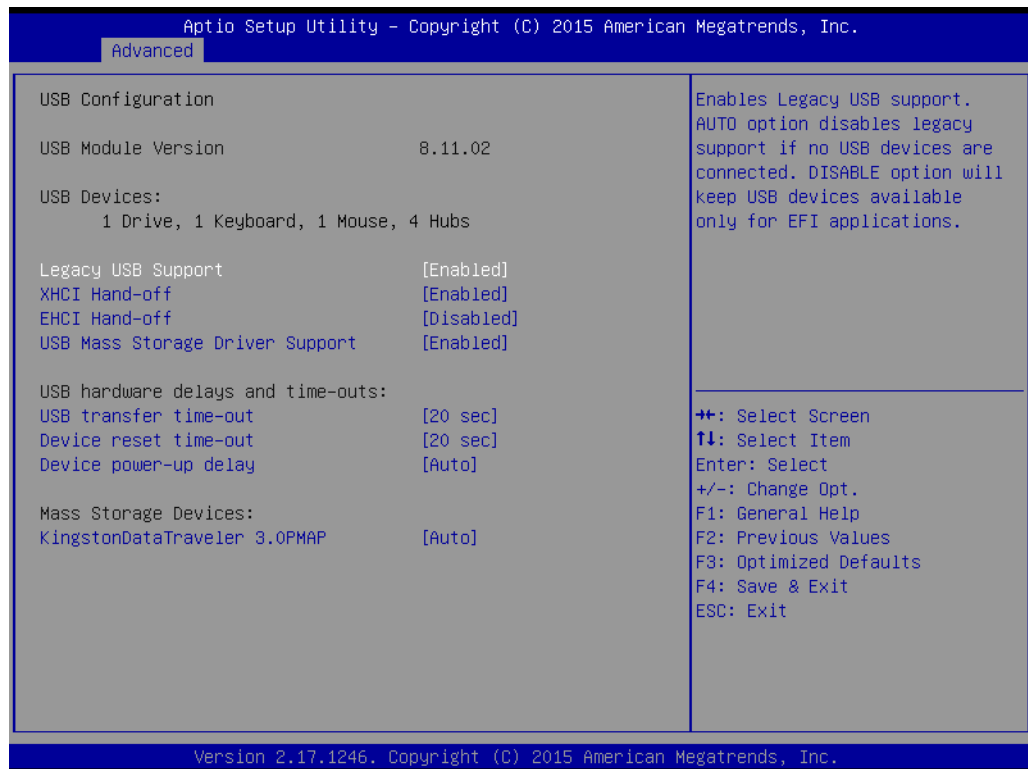 Aptio Setup Utility – Copyright (C) 2015 American Megatrends, Inc.
Advanced
USB Configuration
USB Module Version 8.11.02
USB Devices:
1 Drive, 1 Keyboard, 1 Mouse, 4 Hubs
Legacy USB Support [Enabled]
XHCI Hand-off [Enabled]
EHCI Hand-off [Disabled]
USB Mass Storage Driver Support [Enabled]
USB hardware delays and time-outs:
USB transfer time-out [20 sec]
Device reset time-out [20 sec]
Device power-up delay [Auto]
Mass Storage Devices:
KingstonDataTraveler 3.0PMAP [Auto]
Enables Legacy USB support.
AUTO option disables legacy
support if no USB devices are
connected. DISABLE option will
keep USB devices available
only for EFI applications.
→←: Select Screen
↑↓: Select Item
Enter: Select
+/-: Change Opt.
F1: General Help
F2: Previous Values
F3: Optimized Defaults
F4: Save & Exit
ESC: Exit
Version 2.17.1246. Copyright (C) 2015 American Megatrends, Inc.